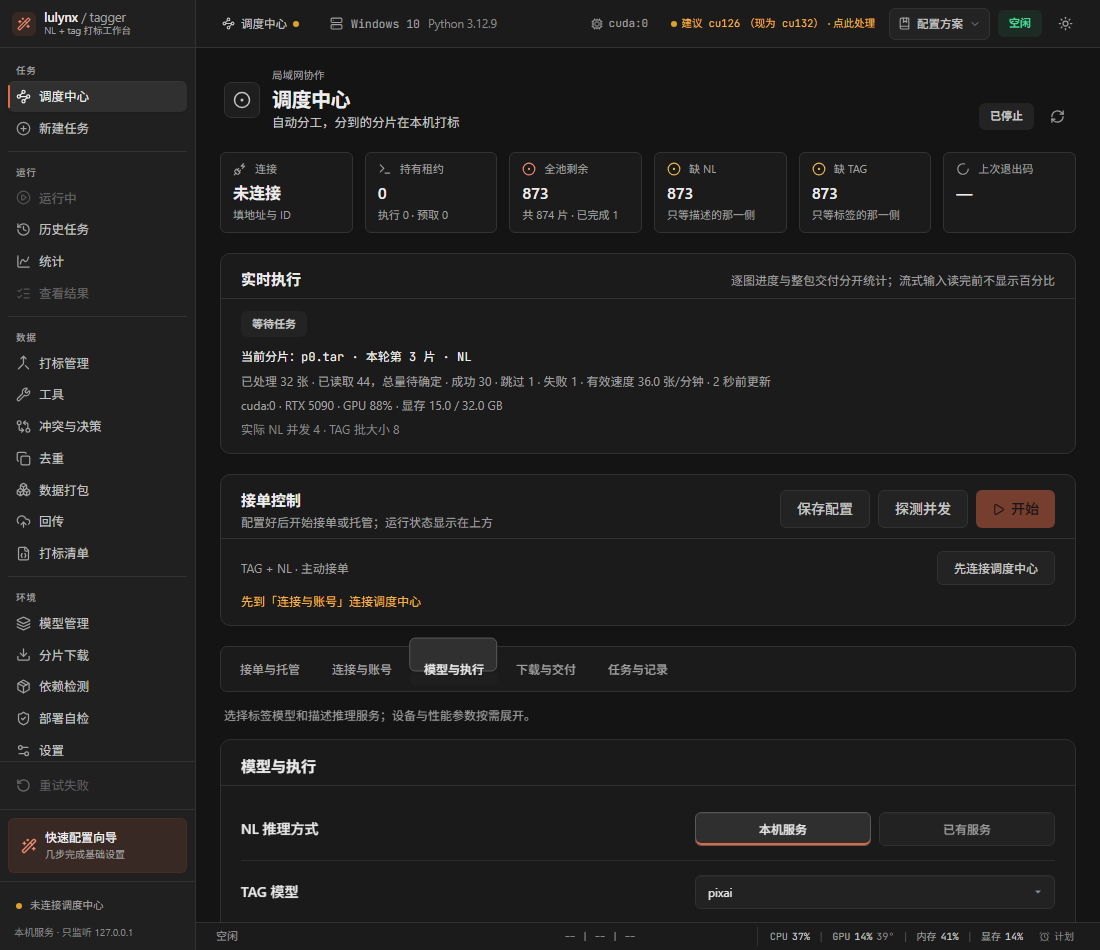 lulynx / tagger
NL + tag 打标工作台
调度中心
Windows 10 Python 3.12.9
cuda:0
建议 cu126 (现为 cu132) · 点此处理
配置方案
空闲
任务
调度中心
新建任务
运行
运行中
历史任务
统计
查看结果
数据
打标管理
工具
冲突与决策
去重
数据打包
回传
打标清单
环境
模型管理
分片下载
依赖检测
部署自检
设置
重试失败
快速配置向导
几步完成基础设置
未连接调度中心
本机服务 · 只监听 127.0.0.1
局域网协作
调度中心
自动分工，分到的分片在本机打标
已停止
连接
未连接
填地址与 ID
持有租约
0
执行 0 · 预取 0
全池剩余
873
共 874 片 · 已完成 1
缺 NL
873
只等描述的那一侧
缺 TAG
873
只等标签的那一侧
上次退出码
—
实时执行
逐图进度与整包交付分开统计；流式输入读完前不显示百分比
等待任务
当前分片：p0.tar · 本轮第 3 片 · NL
已处理 32 张 · 已读取 44，总量待确定 · 成功 30 · 跳过 1 · 失败 1 · 有效速度 36.0 张/分钟 · 2 秒前更新
cuda:0 · RTX 5090 · GPU 88% · 显存 15.0 / 32.0 GB
实际 NL 并发 4 · TAG 批大小 8
接单控制
配置好后开始接单或托管；运行状态显示在上方
保存配置
探测并发
开始
TAG + NL · 主动接单
先连接调度中心
先到「连接与账号」连接调度中心
接单与托管
连接与账号
模型与执行
下载与交付
任务与记录
选择标签模型和描述推理服务；设备与性能参数按需展开。
模型与执行
NL 推理方式
本机服务
已有服务
TAG 模型
pixai
空闲
-- | -- | --
CPU 37% | GPU 14% 39° | 内存 41% | 显存 14%
计划